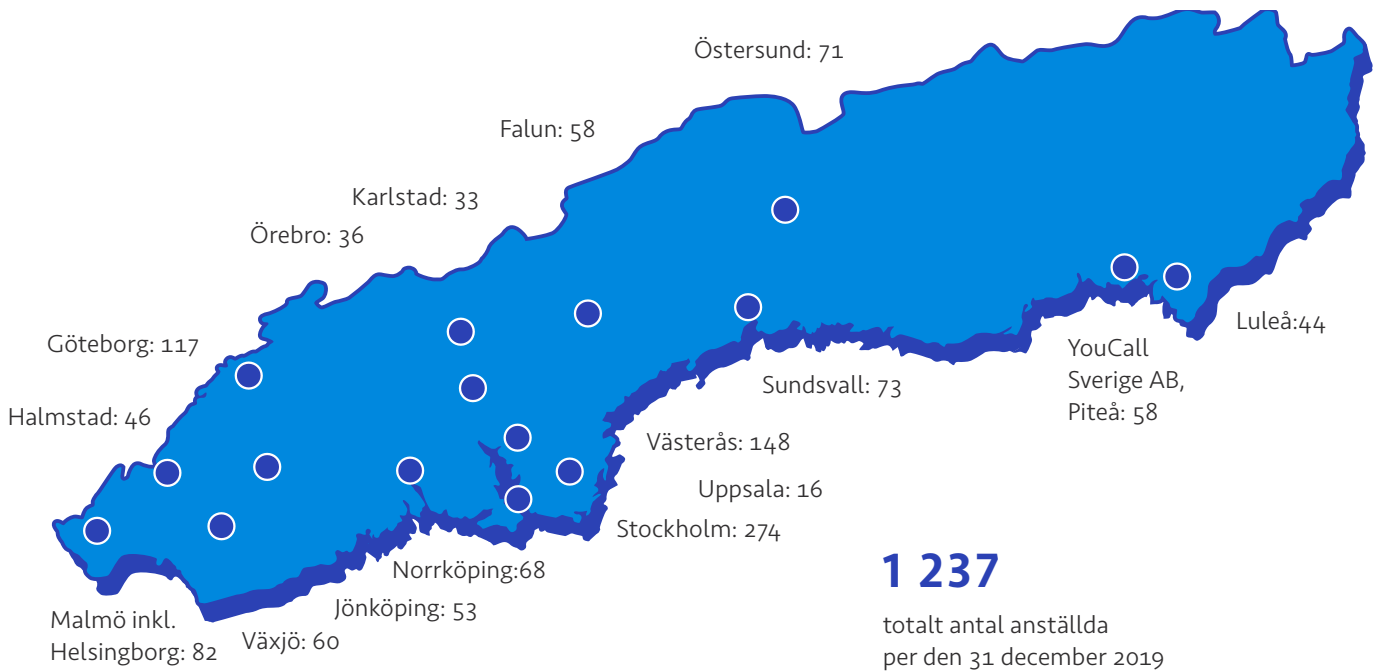 Östersund: 71
Falun: 58
Karlstad: 33
Örebro: 36
Göteborg: 117
Halmstad: 46
Malmö inkl.
Helsingborg: 82
Växjö: 60
Jönköping: 53
Norrköping:68
Stockholm: 274
Uppsala: 16
Västerås: 148
Sundsvall: 73
YouCall
Sverige AB,
Piteå: 58
Luleå:44
1 237
totalt antal anställda
per den 31 december 2019